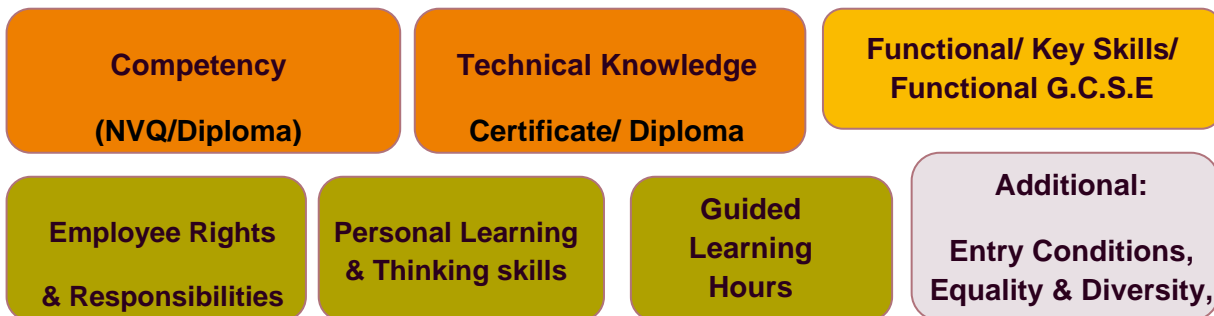 Competency
(NVQ/Diploma)
Technical Knowledge
Certificate/ Diploma
Functional/ Key Skills/
Functional G.C.S.E
Employee Rights
& Responsibilities
Personal Learning
& Thinking skills
Guided
Learning
Hours
Additional:
Entry Conditions,
Equality & Diversity,